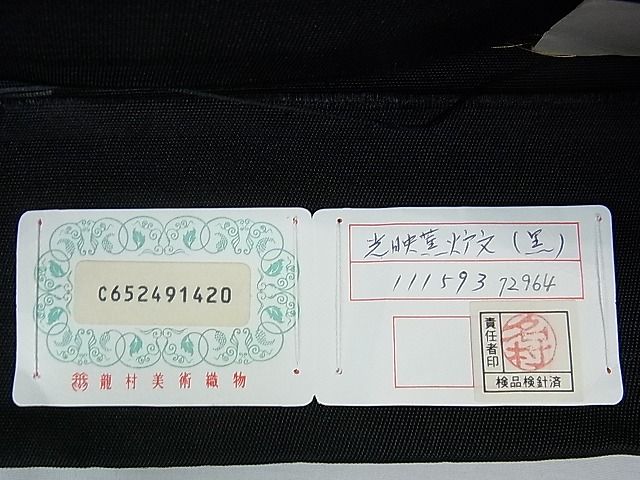 C652491420
龍村美術織物
光映蛍灯文(黒)
111593 72964
責任者印
検品検針済